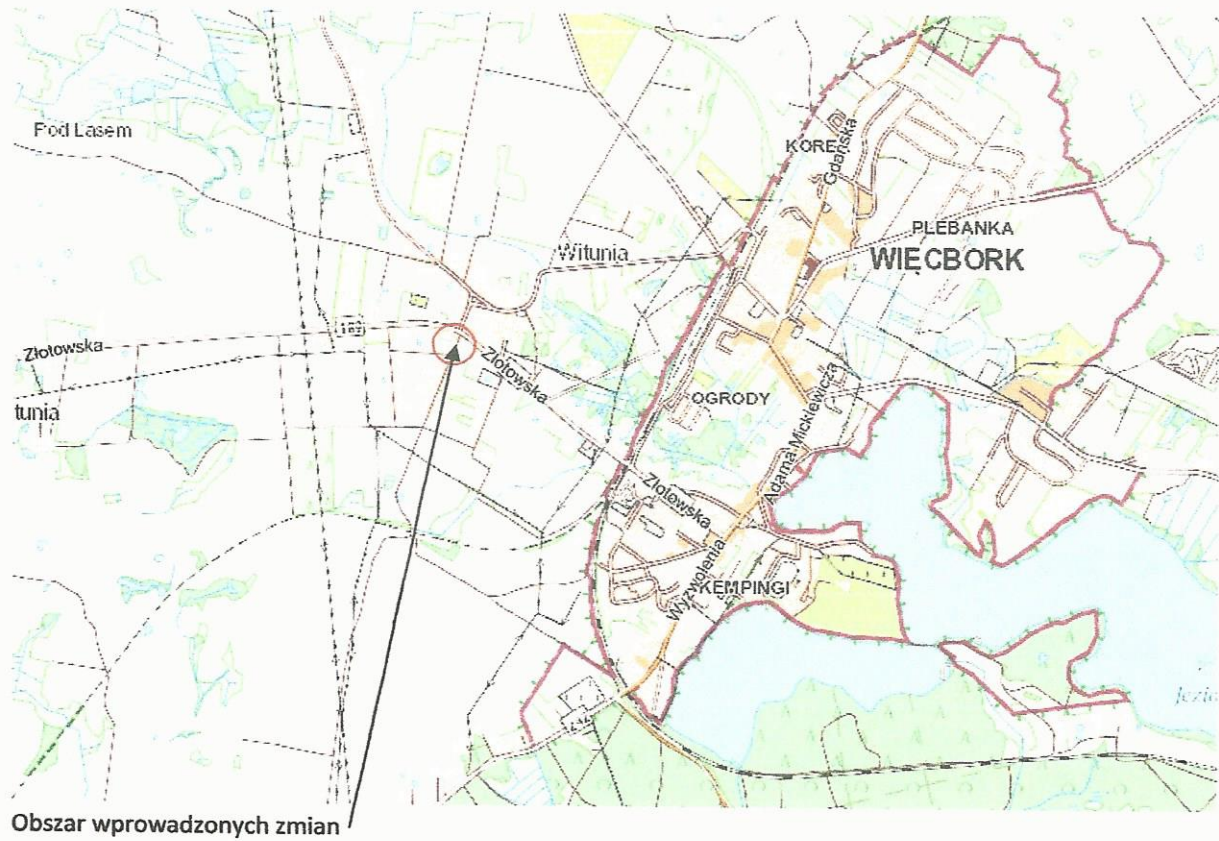 Pod Lasem
KORE
Gdańska
PLEBANKA
WIĘCBORK
Witunia
Złotowska
Złotowska
tunia
OGRODY
Adama Mickiewicza
Złotowska
Wyzwolenia
KEMPINGI
Jezio
Obszar wprowadzonych zmian